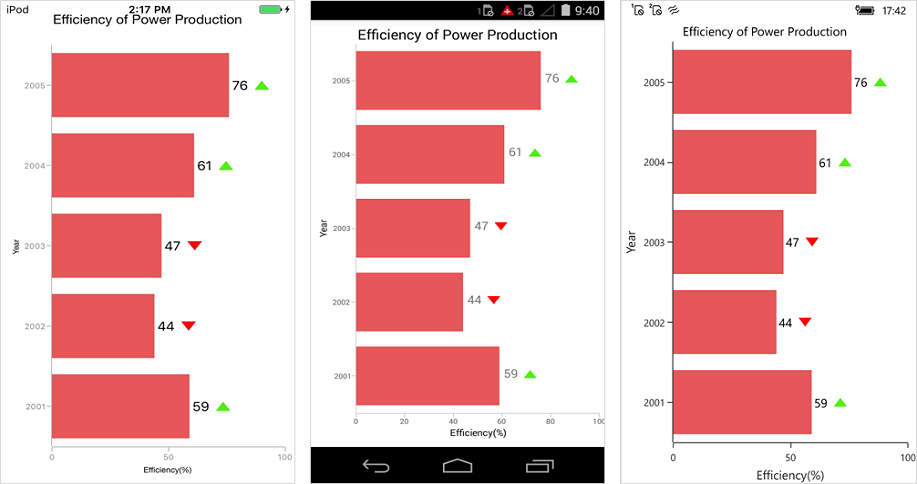 iPod 2:17 PM
Efficiency of Power Production
2005 76
2004 61
2003 47
Year
2002 44
2001 59
0 50 100
Efficiency(%)
1 2 9:40
Efficiency of Power Production
2005 76
2004 61
2003 47
Year
2002 44
2001 59
0 20 40 60 80 100
Efficiency(%)
1 2 17:42
Efficiency of Power Production
2005 76
2004 61
2003 47
Year
2002 44
2001 59
0 50 100
Efficiency(%)